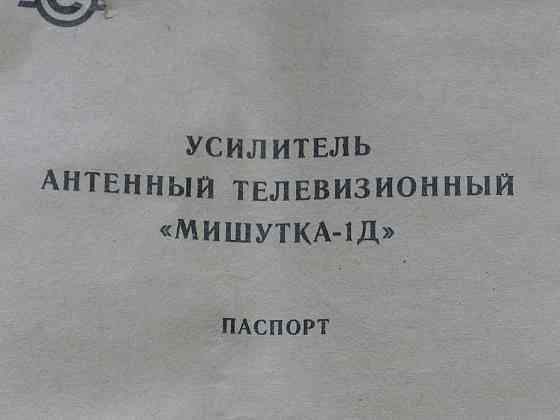 УСИЛИТЕЛЬ
АНТЕННЫЙ ТЕЛЕВИЗИОННЫЙ
«МИШУТКА-1Д»
ПАСПОРТ